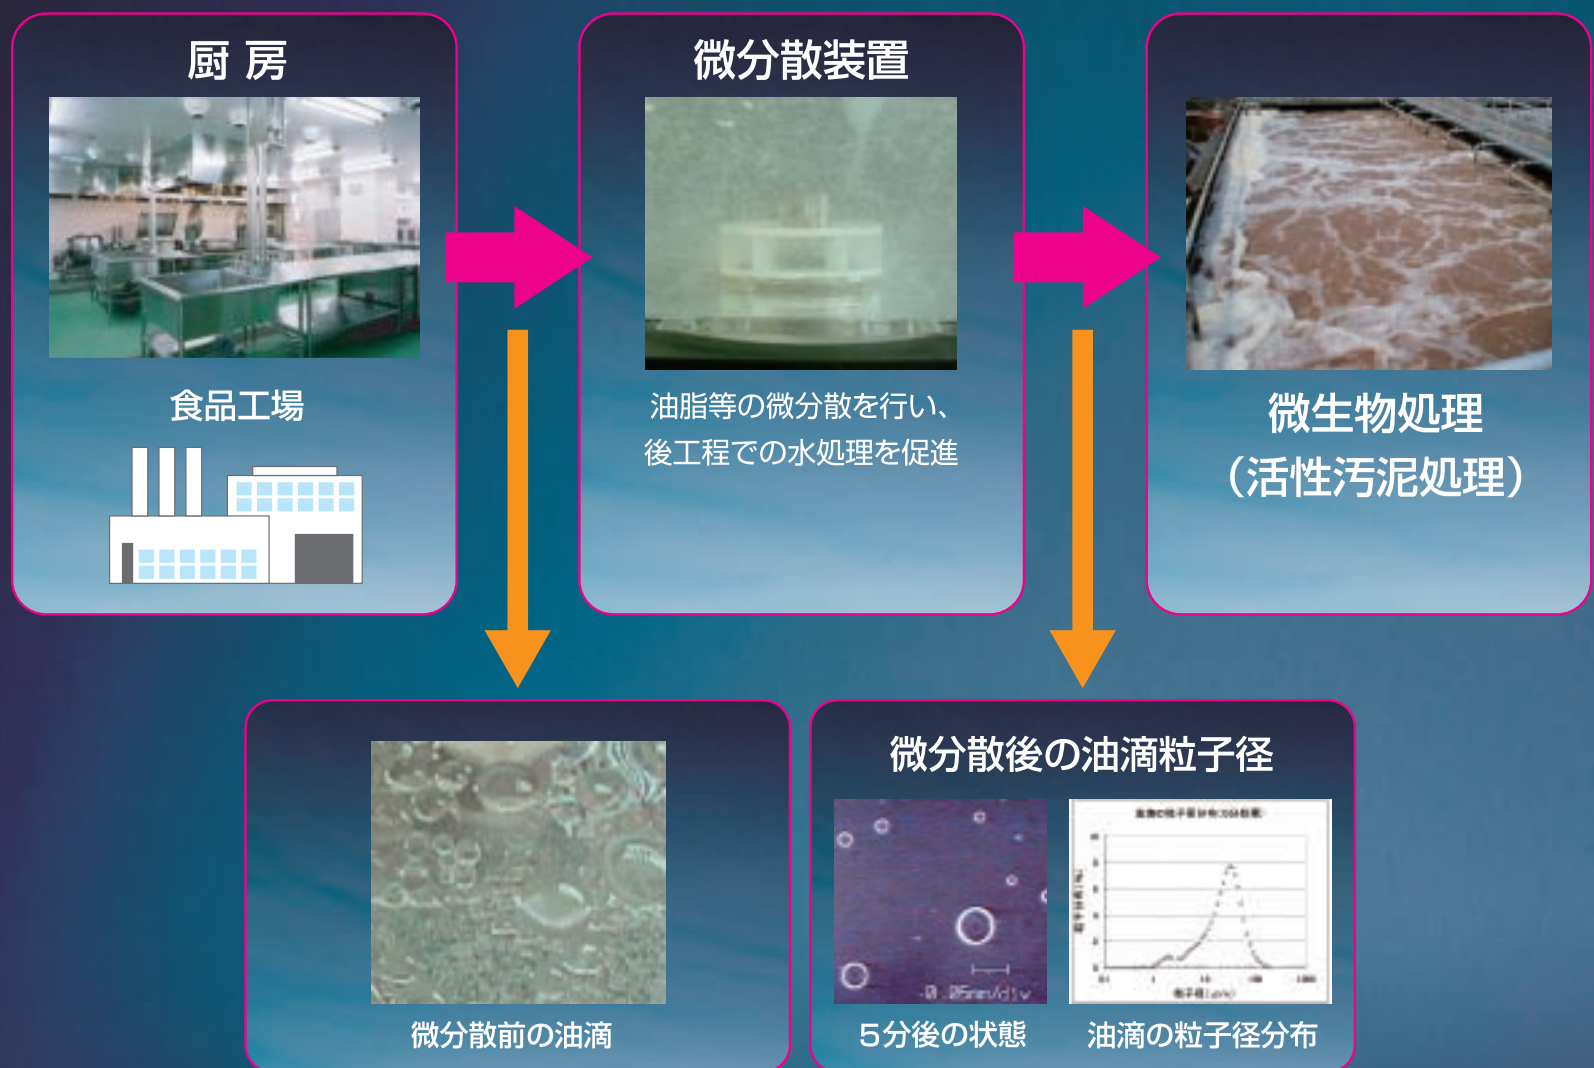 厨 房
食品工場
微分散装置
油脂等の微分散を行い、
後工程での水処理を促進
微生物処理
（活性汚泥処理）
微分散前の油滴
微分散後の油滴粒子径
-0.05mm/div
5分後の状態
油滴の粒子径分布